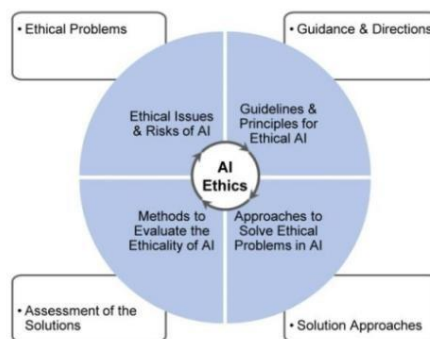 • Ethical Problems
• Guidance & Directions
Ethical Issues
& Risks of AI
Guidelines &
Principles for
Ethical AI
AI
Ethics
Methods to
Evaluate the
Ethicality of AI
Approaches to
Solve Ethical
Problems in AI
• Assessment of the
Solutions
• Solution Approaches